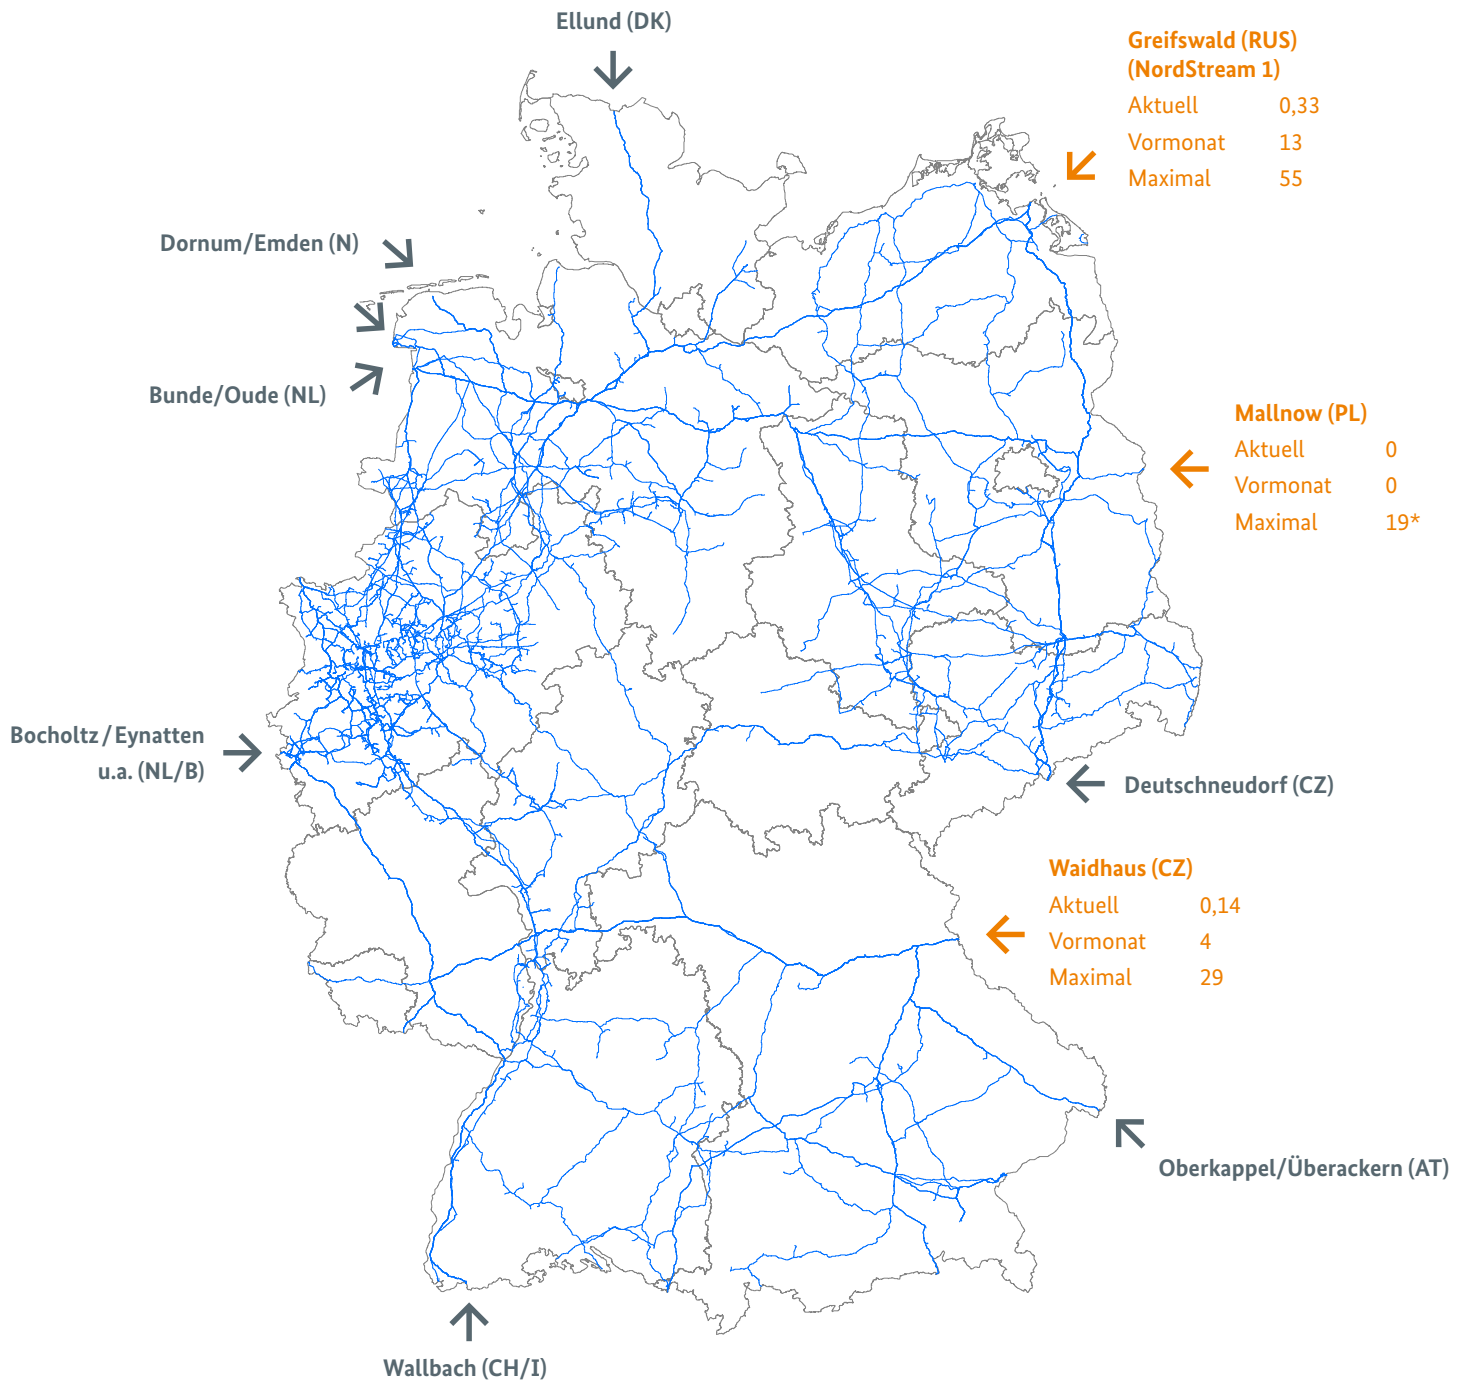 Ellund (DK)
Greifswald (RUS)
(NordStream 1)
Aktuell 0,33
Vormonat 13
Maximal 55
Dornum/Emden (N)
Bunde/Oude (NL)
Mallnow (PL)
Aktuell 0
Vormonat 0
Maximal 19*
Bocholtz / Eynatten
u.a. (NL/B)
Deutschneudorf (CZ)
Waidhaus (CZ)
Aktuell 0,14
Vormonat 4
Maximal 29
Oberkappel/Überackern (AT)
Wallbach (CH/I)